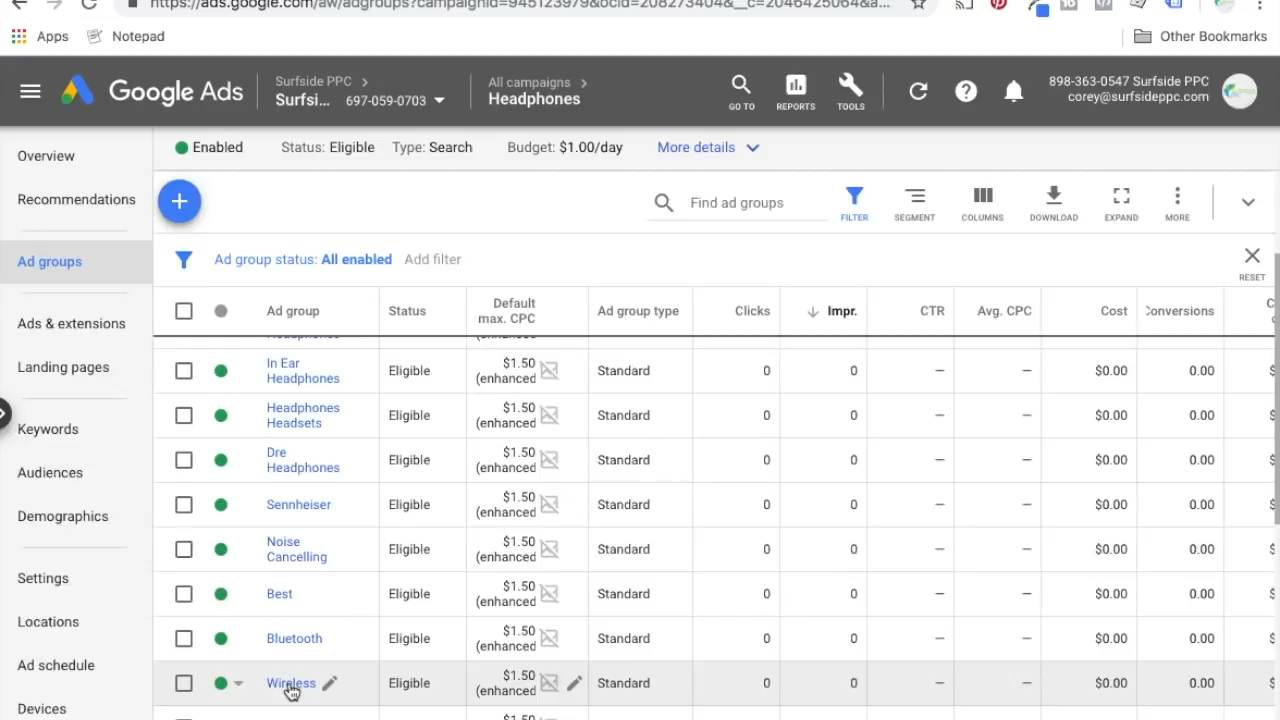 https://ads.google.com/aw/adgroups?campaignId=945123979&ocid=208273404&__c=2046425064&a...
Apps
Notepad
Other Bookmarks
Google Ads
Surfside PPC
Surfsi... 697-059-0703
All campaigns
Headphones
GO TO
REPORTS
TOOLS
898-363-0547 Surfside PPC
corey@surfsideppc.com
Enabled
Status: Eligible
Type: Search
Budget: $1.00/day
More details
Overview
Recommendations
Ad groups
Ads & extensions
Landing pages
Keywords
Audiences
Demographics
Settings
Locations
Ad schedule
Devices
Find ad groups
FILTER
SEGMENT
COLUMNS
DOWNLOAD
EXPAND
MORE
Ad group status: All enabled
Add filter
RESET
Ad group
Status
Default
max. CPC
Ad group type
Clicks
Impr.
CTR
Avg. CPC
Cost
Conversions
In Ear
Headphones
Eligible
$1.50
(enhanced
Standard
0
0
—
—
$0.00
0.00
Headphones
Headsets
Eligible
$1.50
(enhanced
Standard
0
0
—
—
$0.00
0.00
Dre
Headphones
Eligible
$1.50
(enhanced
Standard
0
0
—
—
$0.00
0.00
Sennheiser
Eligible
$1.50
(enhanced
Standard
0
0
—
—
$0.00
0.00
Noise
Cancelling
Eligible
$1.50
(enhanced
Standard
0
0
—
—
$0.00
0.00
Best
Eligible
$1.50
(enhanced
Standard
0
0
—
—
$0.00
0.00
Bluetooth
Eligible
$1.50
(enhanced
Standard
0
0
—
—
$0.00
0.00
Wireless
Eligible
$1.50
(enhanced
Standard
0
0
—
—
$0.00
0.00
$1.50